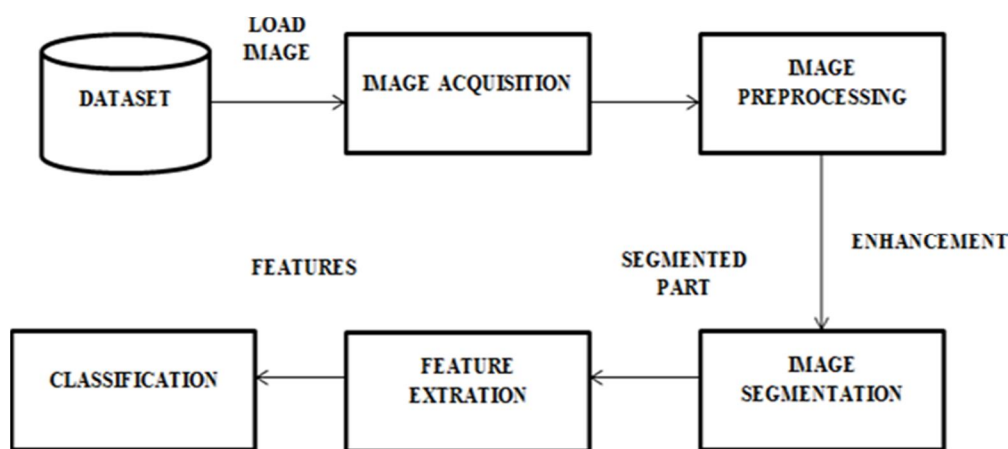 LOAD
IMAGE
DATASET
IMAGE ACQUISITION
IMAGE
PREPROCESSING
ENHANCEMENT
SEGMENTED
PART
FEATURES
CLASSIFICATION
FEATURE
EXTRATION
IMAGE
SEGMENTATION